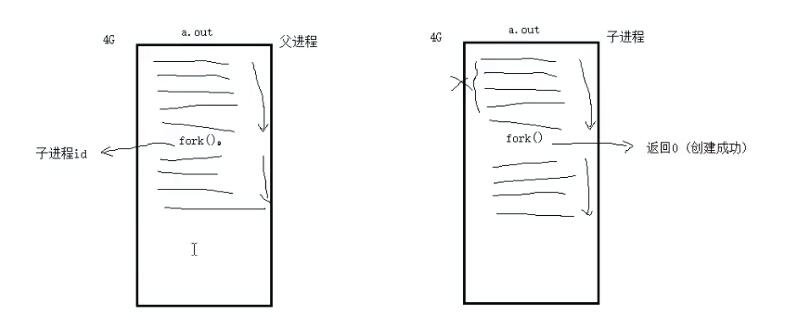 4G
a.out
父进程
fork()。
子进程id
4G
a.out
子进程
fork()
返回0（创建成功）